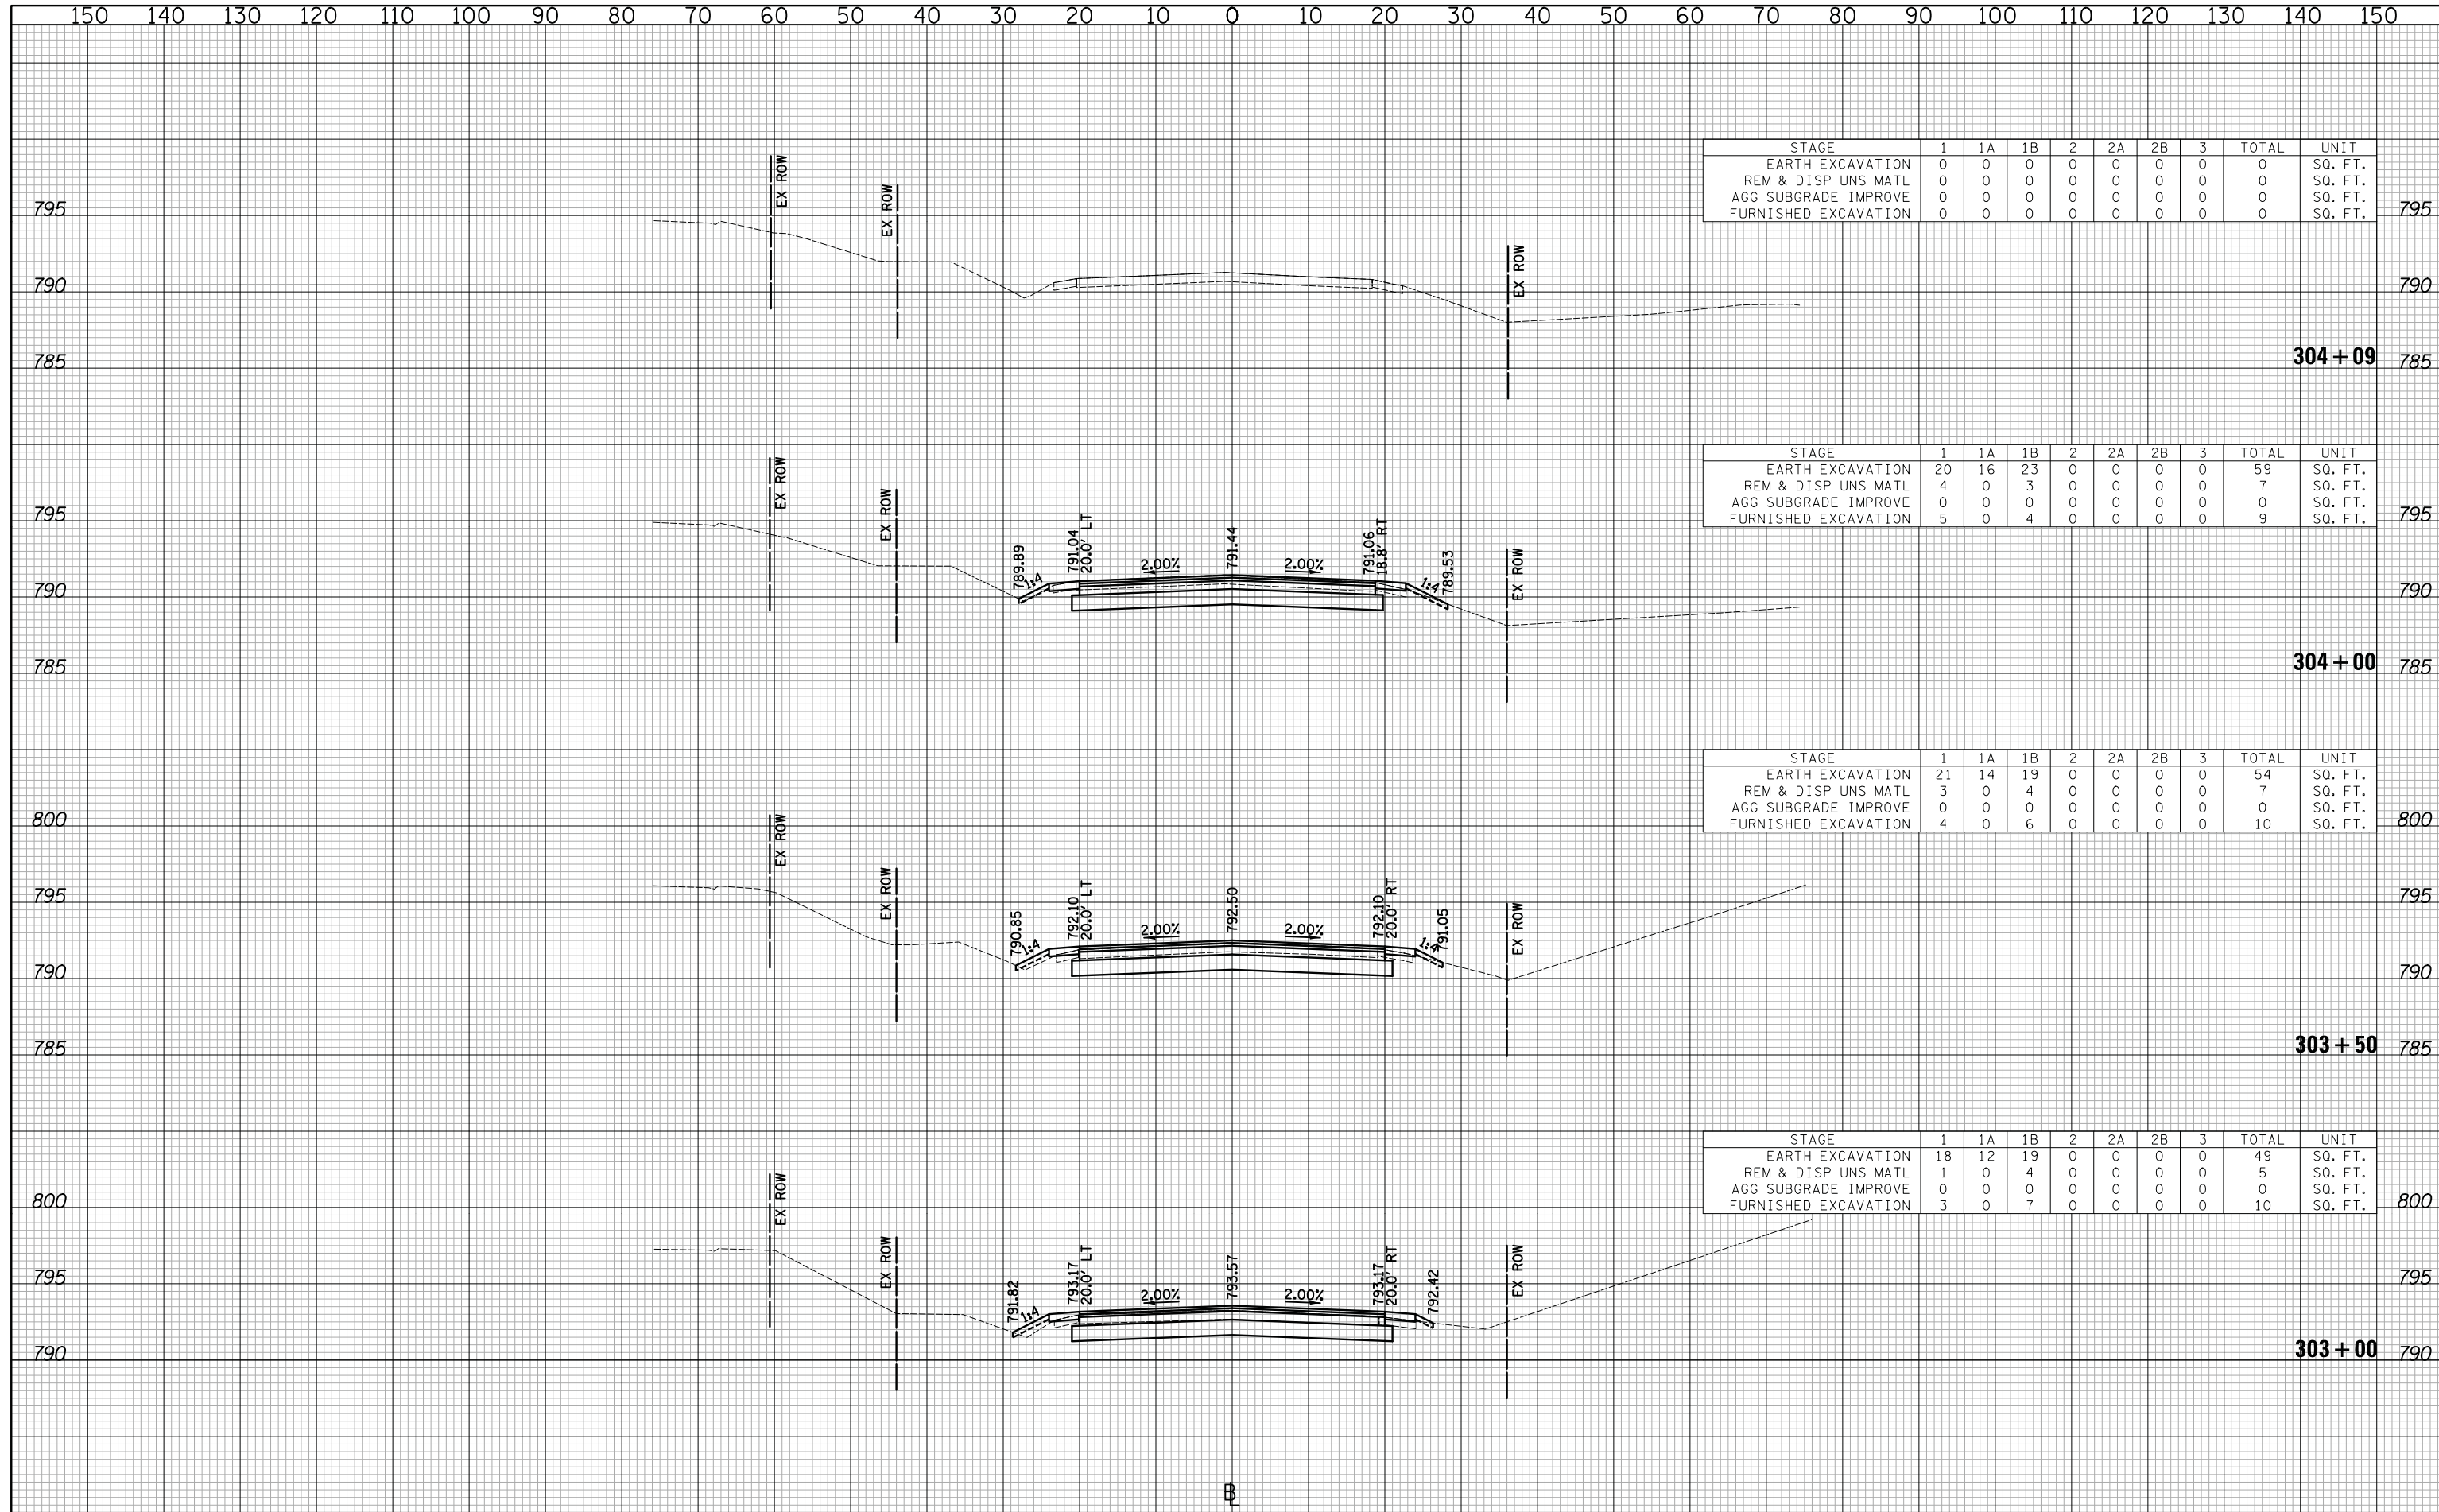 150 140 130 120 110 100 90 80 70 60 50 40 30 20 10 0 10 20 30 40 50 60 70 80 90 100 110 120 130 140 150
STAGE 1 1A 1B 2 2A 2B 3 TOTAL UNIT
EARTH EXCAVATION 0 0 0 0 0 0 0 0 SQ. FT.
REM & DISP UNS MATL 0 0 0 0 0 0 0 0 SQ. FT.
AGG SUBGRADE IMPROVE 0 0 0 0 0 0 0 0 SQ. FT.
FURNISHED EXCAVATION 0 0 0 0 0 0 0 0 SQ. FT.
EX ROW
EX ROW
EX ROW
795 795
790 790
785 785
304+09
STAGE 1 1A 1B 2 2A 2B 3 TOTAL UNIT
EARTH EXCAVATION 20 16 23 0 0 0 0 59 SQ. FT.
REM & DISP UNS MATL 4 0 3 0 0 0 0 7 SQ. FT.
AGG SUBGRADE IMPROVE 0 0 0 0 0 0 0 0 SQ. FT.
FURNISHED EXCAVATION 5 0 4 0 0 0 0 9 SQ. FT.
EX ROW
EX ROW
EX ROW
795 795
789.89
1:4
791.04
20.0' LT
2.00%
791.44
2.00%
791.06
18.8' RT
1:4
789.53
790 790
785 785
304+00
STAGE 1 1A 1B 2 2A 2B 3 TOTAL UNIT
EARTH EXCAVATION 21 14 19 0 0 0 0 54 SQ. FT.
REM & DISP UNS MATL 3 0 4 0 0 0 0 7 SQ. FT.
AGG SUBGRADE IMPROVE 0 0 0 0 0 0 0 0 SQ. FT.
FURNISHED EXCAVATION 4 0 6 0 0 0 0 10 SQ. FT.
800 800
EX ROW
EX ROW
EX ROW
795 795
790.85
1:4
792.10
20.0' LT
2.00%
792.50
2.00%
792.10
20.0' RT
1:4
791.05
790 790
785 785
303+50
STAGE 1 1A 1B 2 2A 2B 3 TOTAL UNIT
EARTH EXCAVATION 18 12 19 0 0 0 0 49 SQ. FT.
REM & DISP UNS MATL 1 0 4 0 0 0 0 5 SQ. FT.
AGG SUBGRADE IMPROVE 0 0 0 0 0 0 0 0 SQ. FT.
FURNISHED EXCAVATION 3 0 7 0 0 0 0 10 SQ. FT.
800 800
EX ROW
EX ROW
EX ROW
795 795
791.82
1:4
793.17
20.0' LT
2.00%
793.57
2.00%
793.17
20.0' RT
792.42
790 790
303+00
BL